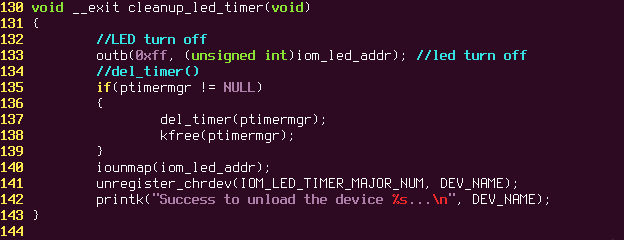 130 void __exit cleanup_led_timer(void)
131 {
132         //LED turn off
133         outb(0xff, (unsigned int)iom_led_addr); //led turn off
134         //del_timer()
135         if(ptimermgr != NULL)
136         {
137                 del_timer(ptimermgr);
138                 kfree(ptimermgr);
139         }
140         iounmap(iom_led_addr);
141         unregister_chrdev(IOM_LED_TIMER_MAJOR_NUM, DEV_NAME);
142         printk("Success to unload the device %s...\n", DEV_NAME);
143 }
144